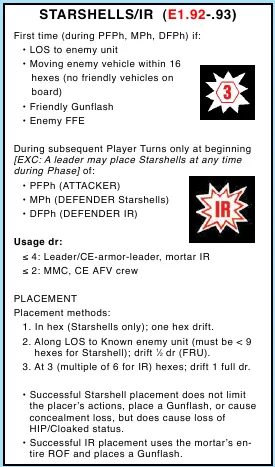 STARSHELLS/IR (E1.92-.93)
First time (during PFPh, MPh, DFPh) if:
• LOS to enemy unit
• Moving enemy vehicle within 16
hexes (no friendly vehicles on
board)
3
• Friendly Gunflash
• Enemy FFE
During subsequent Player Turns only at beginning
[EXC: A leader may place Starshells at any time
during Phase] of:
• PFPh (ATTACKER)
• MPh (DEFENDER Starshells)
• DFPh (DEFENDER IR)
IR
Usage dr:
≤ 4: Leader/CE-armor-leader, mortar IR
≤ 2: MMC, CE AFV crew
PLACEMENT
Placement methods:
1. In hex (Starshells only); one hex drift.
2. Along LOS to Known enemy unit (must be < 9
hexes for Starshell); drift ½ dr (FRU).
3. At 3 (multiple of 6 for IR) hexes; drift 1 full dr.
• Successful Starshell placement does not limit
the placer's actions, place a Gunflash, or cause
concealment loss, but does cause loss of
HIP/Cloaked status.
• Successful IR placement uses the mortar's en-
tire ROF and places a Gunflash.